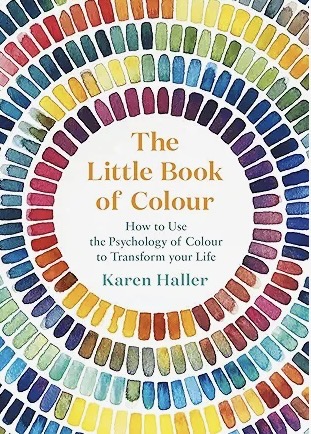 The
Little Book
of Colour
How to Use
the Psychology of Colour
to Transform your Life
Karen Haller